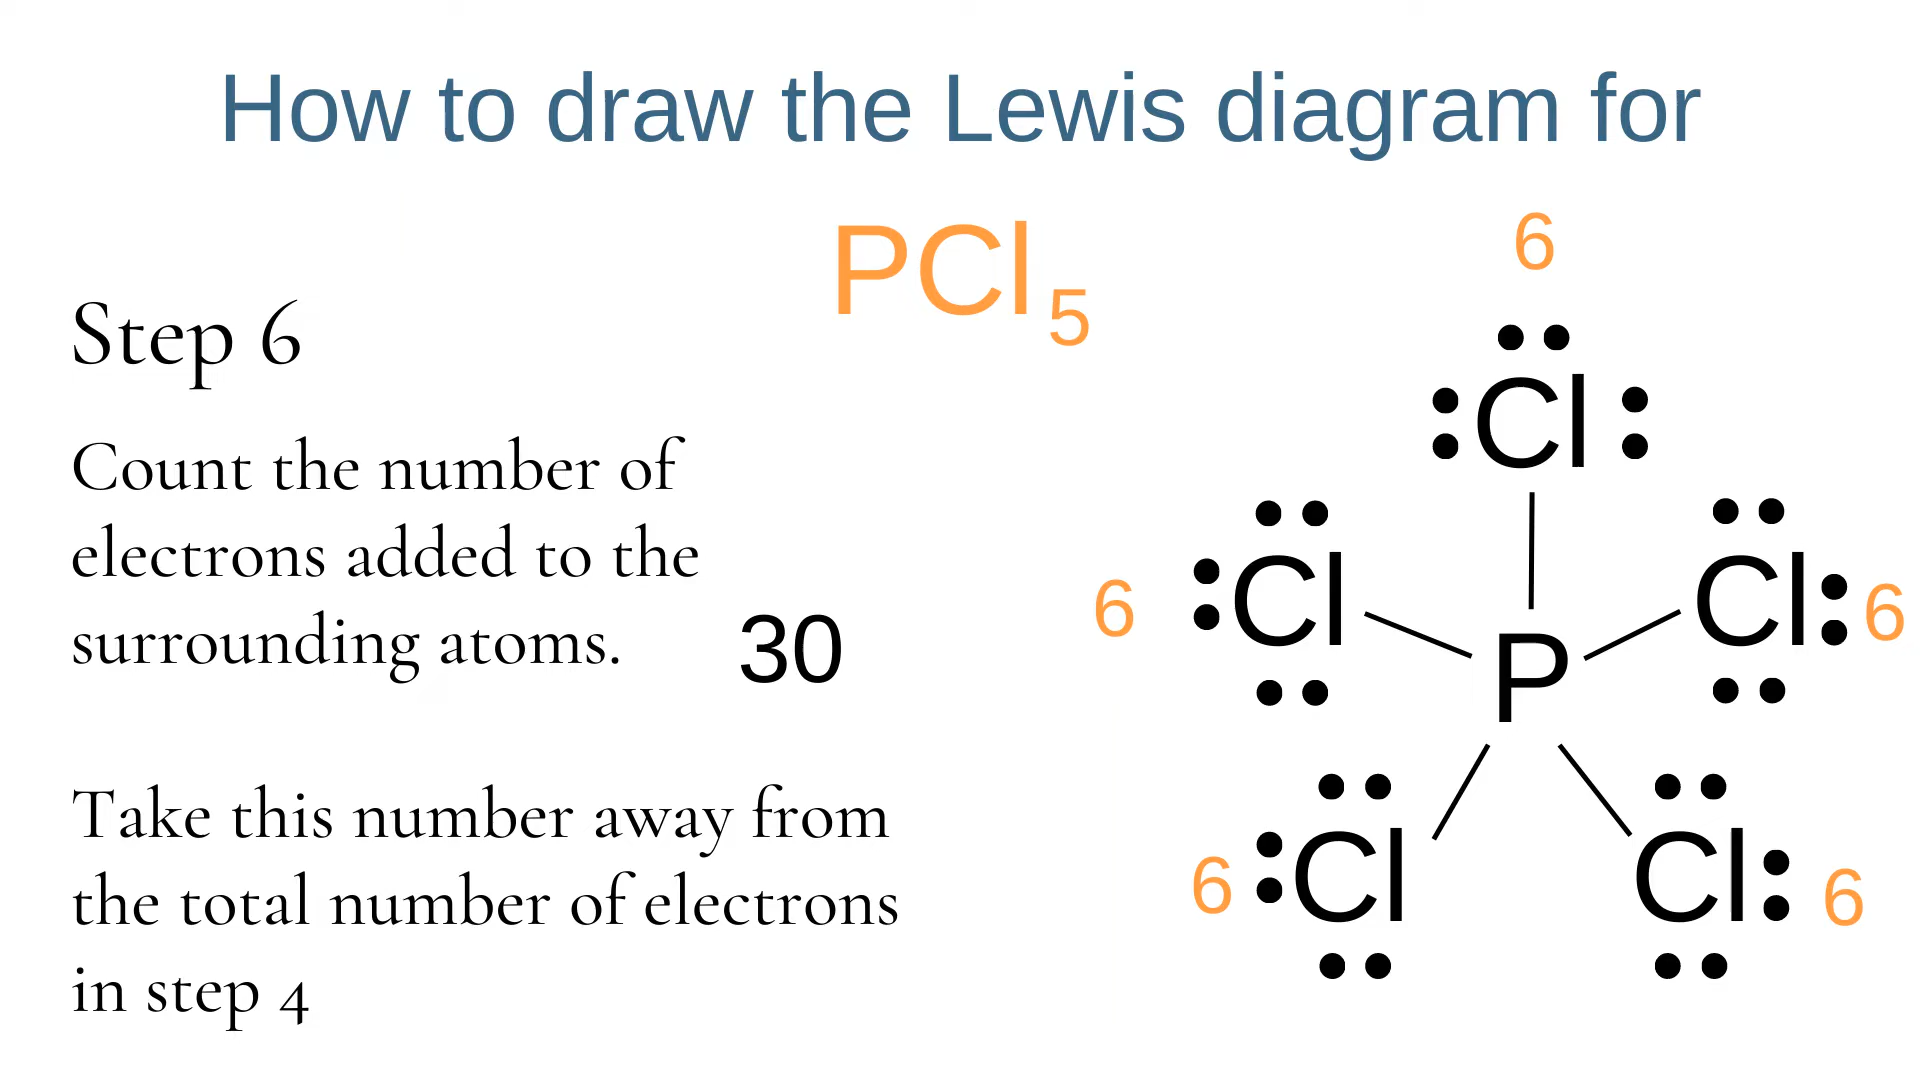 How to draw the Lewis diagram for
PCl5
Step 6
Count the number of
electrons added to the
surrounding atoms.
30
Take this number away from
the total number of electrons
in step 4
6
Cl
6 Cl Cl 6
P
6 Cl Cl 6